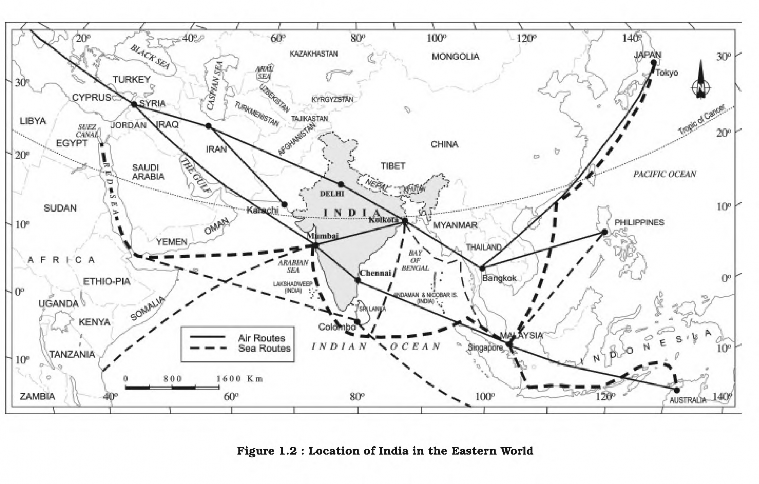 20°
40°
60°
80°
100°
120°
140°
JAPAN
Tokyo
30°
BLACK SEA
ARAL SEA
CASPIAN SEA
KAZAKHASTAN
MONGOLIA
TURKEY
UZBEKISTAN
KYRGYZSTAN
30°
CYPRUS
SYRIA
TURKMENISTAN
TAJIKASTAN
LIBYA
SUEZ CANAL
JORDAN
IRAQ
IRAN
AFGHANISTAN
CHINA
Tropic of Cancer
20°
EGYPT
20°
SAUDI ARABIA
THE GULF
TIBET
PACIFIC OCEAN
NEPAL
BHUTAN
DELHI
RED SEA
SUDAN
Karachi
INDIA
Kolkota
10°
10°
OMAN
MYANMAR
PHILIPPINES
YEMEN
Mumbai
THAILAND
AFRICA
ARABIAN SEA
BAY OF BENGAL
Chennai
Bangkok
0°
ETHIO-PIA
LAKSHADWEEP (INDIA)
ANDAMAN & NICOBAR IS. (INDIA)
0°
UGANDA
SOMALIA
SRI LANKA
KENYA
Colombo
MALAYSIA
Air Routes
Sea Routes
INDIAN OCEAN
Singapore
INDONESIA
10°
10°
TANZANIA
0 800 1600 Km
ZAMBIA
AUSTRALIA
40°
60°
80°
100°
120°
140°
Figure 1.2 : Location of India in the Eastern World